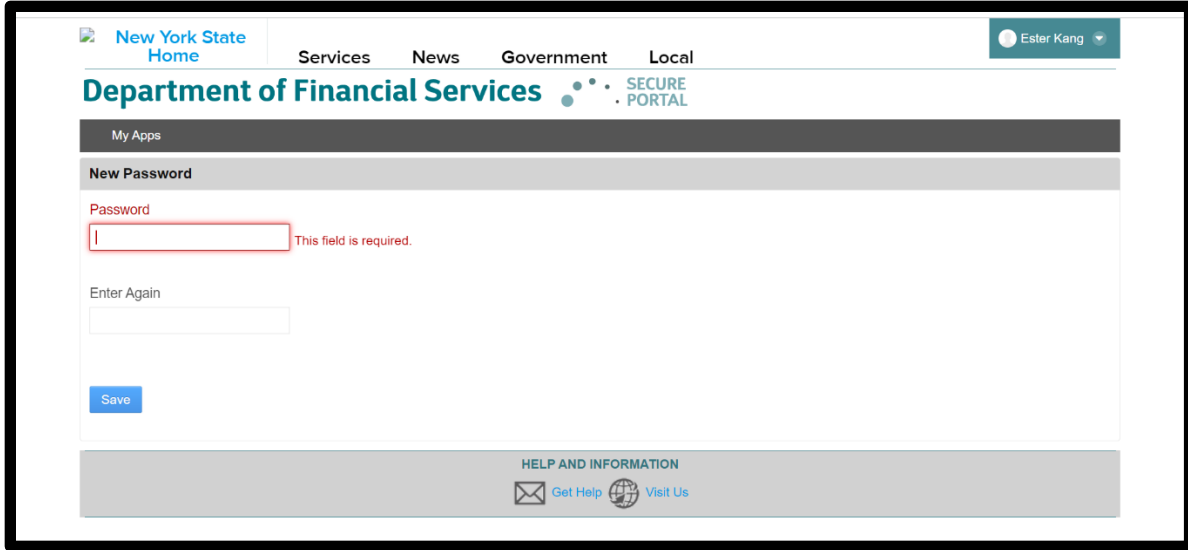 New York State
Home
Services News Government Local
Ester Kang
Department of Financial Services
SECURE
PORTAL
My Apps
New Password
Password
This field is required.
Enter Again
Save
HELP AND INFORMATION
Get Help Visit Us